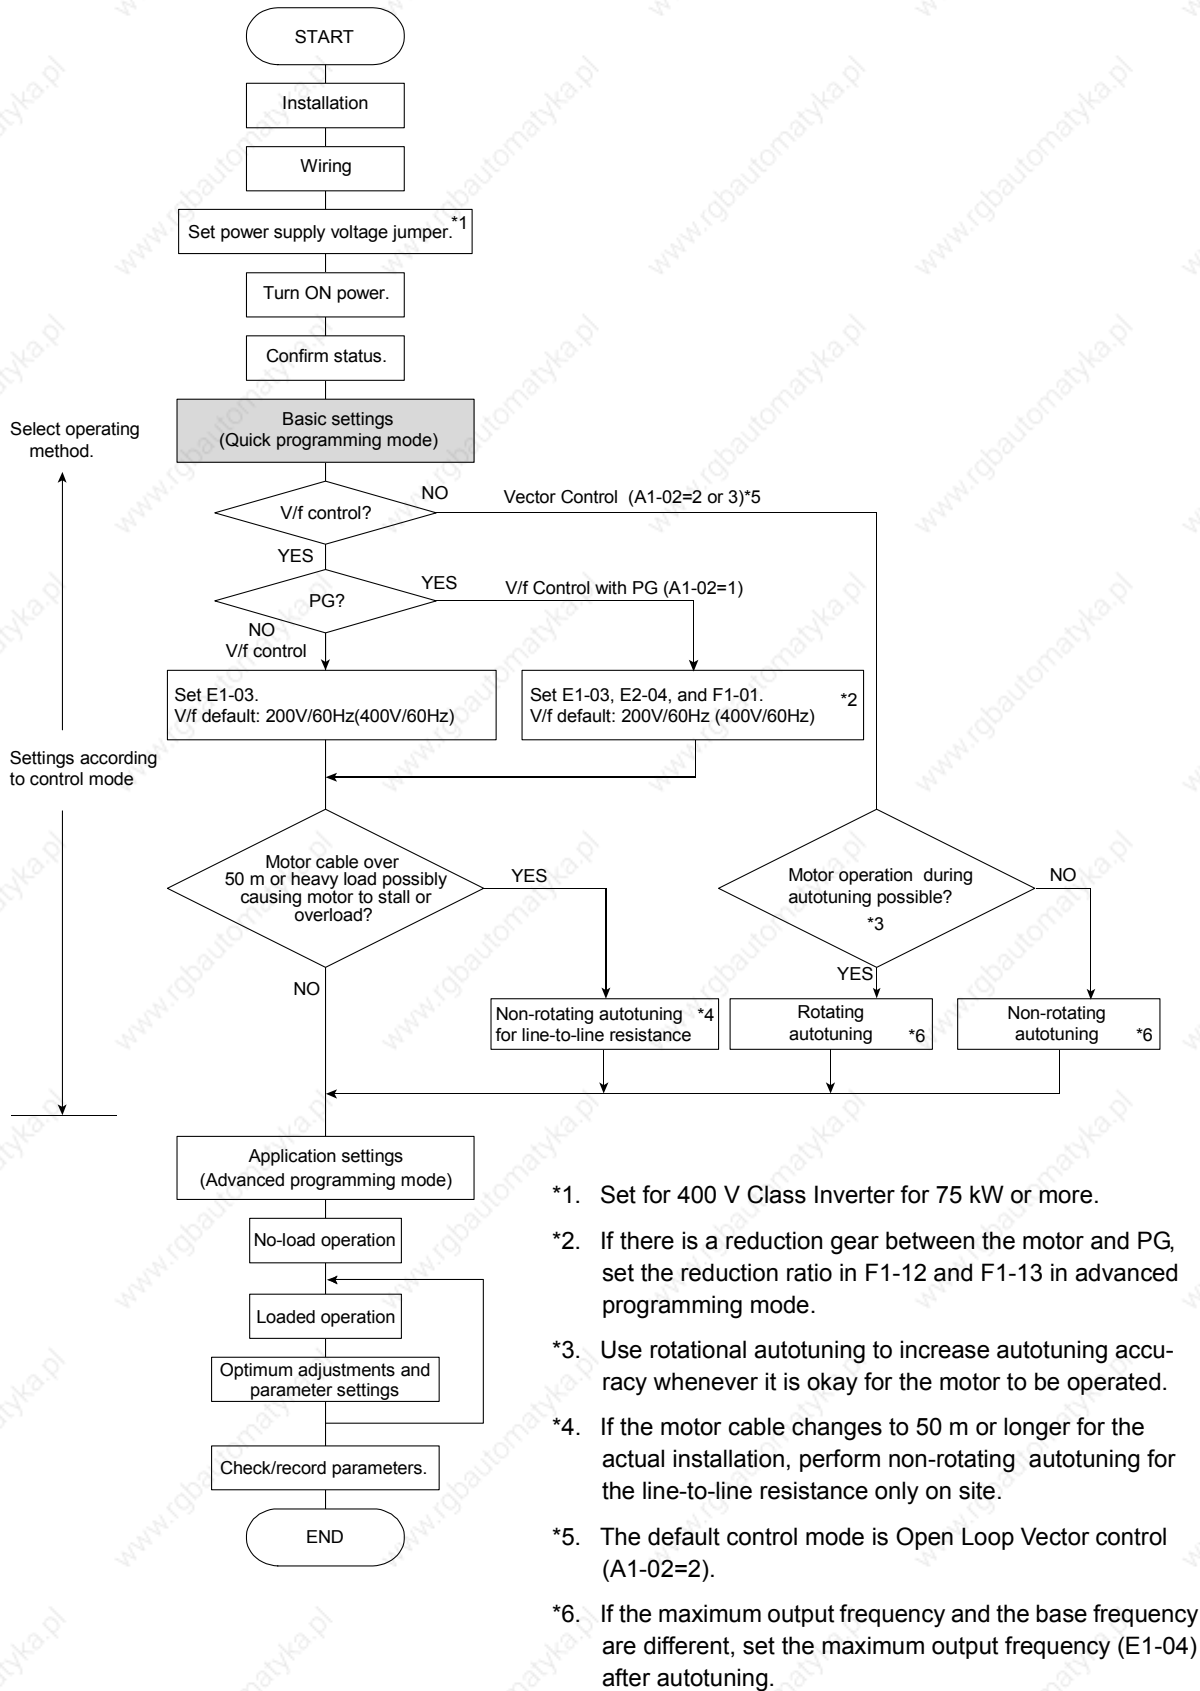 START
Installation
Wiring
Set power supply voltage jumper. *1
Turn ON power.
Confirm status.
Basic settings
(Quick programming mode)
Select operating
method.
V/f control?
NO
Vector Control (A1-02=2 or 3)*5
YES
PG?
YES
V/f Control with PG (A1-02=1)
NO
V/f control
Set E1-03.
V/f default: 200V/60Hz(400V/60Hz)
Set E1-03, E2-04, and F1-01. *2
V/f default: 200V/60Hz (400V/60Hz)
Settings according
to control mode
Motor cable over
50 m or heavy load possibly
causing motor to stall or
overload?
YES
NO
Motor operation during
autotuning possible?
*3
NO
YES
Non-rotating autotuning *4
for line-to-line resistance
Rotating
autotuning *6
Non-rotating
autotuning *6
Application settings
(Advanced programming mode)
No-load operation
Loaded operation
Optimum adjustments and
parameter settings
Check/record parameters.
END
*1. Set for 400 V Class Inverter for 75 kW or more.
*2. If there is a reduction gear between the motor and PG,
set the reduction ratio in F1-12 and F1-13 in advanced
programming mode.
*3. Use rotational autotuning to increase autotuning accu-
racy whenever it is okay for the motor to be operated.
*4. If the motor cable changes to 50 m or longer for the
actual installation, perform non-rotating autotuning for
the line-to-line resistance only on site.
*5. The default control mode is Open Loop Vector control
(A1-02=2).
*6. If the maximum output frequency and the base frequency
are different, set the maximum output frequency (E1-04)
after autotuning.
www.rgbautomatyka.pl